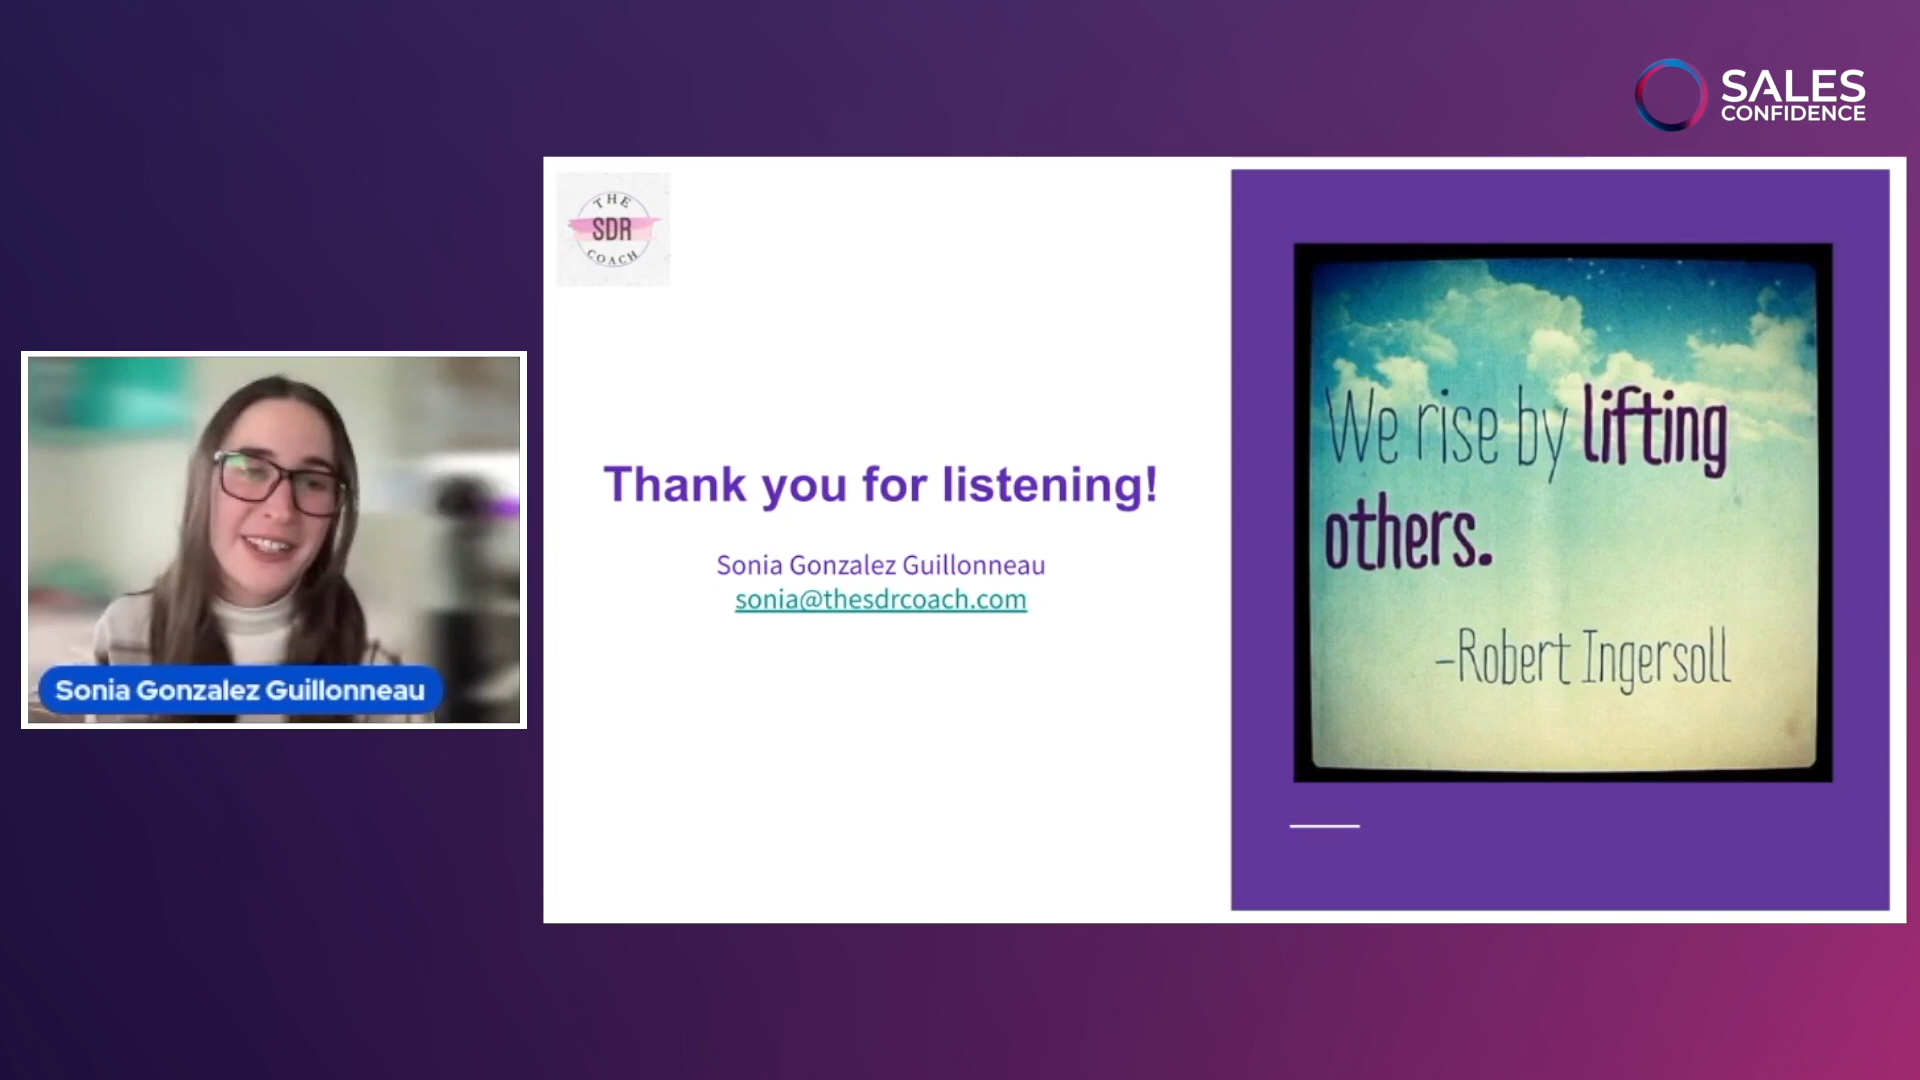 SALES
CONFIDENCE
THE
SDR
COACH
Thank you for listening!
Sonia Gonzalez Guillonneau
sonia@thesdrcoach.com
We rise by lifting
others.
-Robert Ingersoll
Sonia Gonzalez Guillonneau